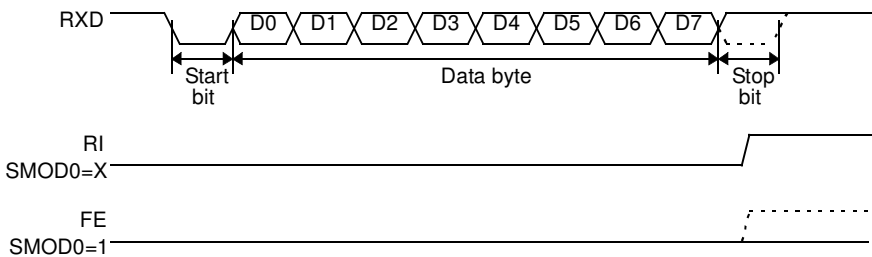 RXD
D0 D1 D2 D3 D4 D5 D6 D7
Start bit
Data byte
Stop bit
RI
SMOD0=X
FE
SMOD0=1